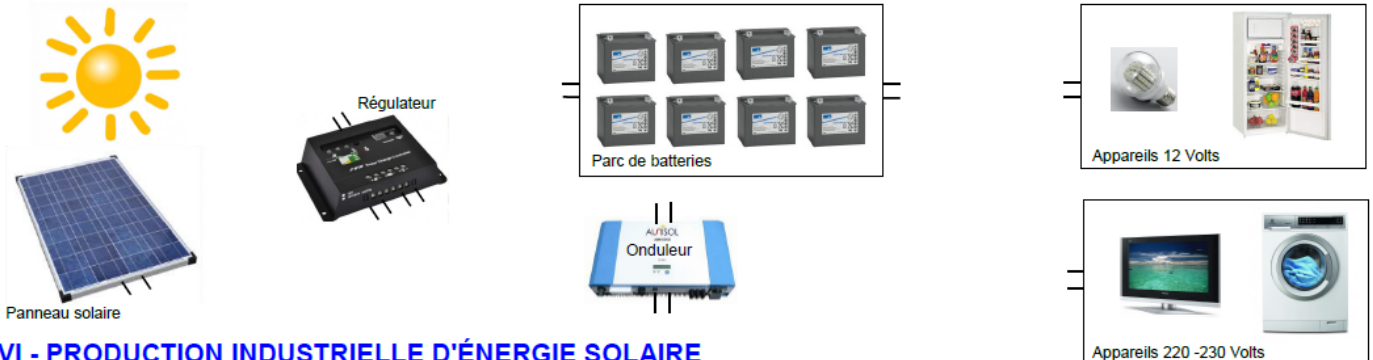 Régulateur
Parc de batteries
Appareils 12 Volts
Onduleur
Panneau solaire
VI - PRODUCTION INDUSTRIELLE D'ÉNERGIE SOLAIRE
Appareils 220 -230 Volts